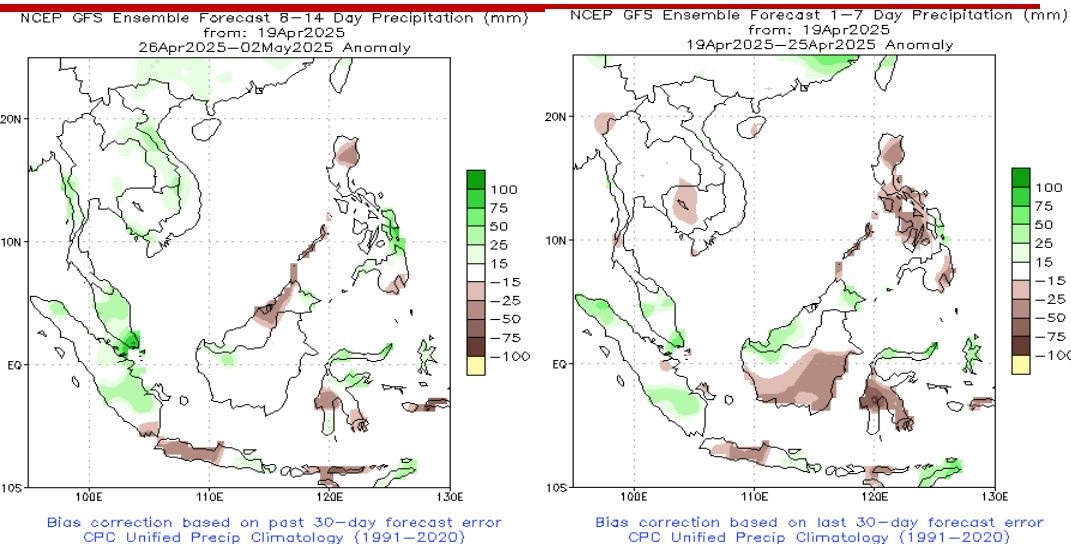 NCEP GFS Ensemble Forecast 8–14 Day Precipitation (mm)
from: 19Apr2025
26Apr2025–02May2025 Anomaly
20N
10N
EQ
10S
100E
110E
120E
130E
100
75
50
25
15
−15
−25
−50
−75
−100
Bias correction based on past 30–day forecast error
CPC Unified Precip Climatology (1991–2020)
NCEP GFS Ensemble Forecast 1–7 Day Precipitation (mm)
from: 19Apr2025
19Apr2025–25Apr2025 Anomaly
20N
10N
EQ
10S
100E
110E
120E
130E
100
75
50
25
15
−15
−25
−50
−75
−100
Bias correction based on last 30–day forecast error
CPC Unified Precip Climatology (1991–2020)